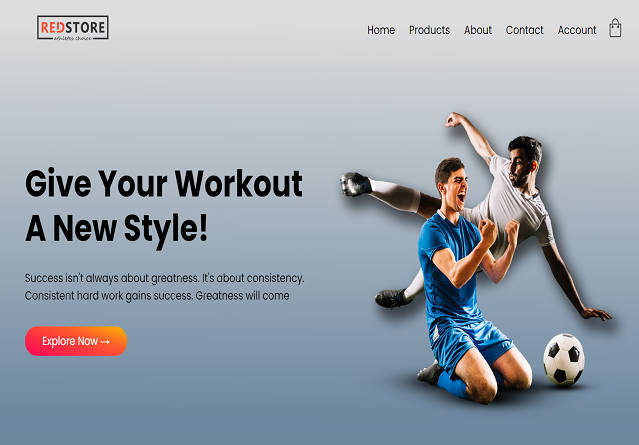 REDSTORE
athletes choice
Home Products About Contact Account
Give Your Workout
A New Style!
Success isn't always about greatness. It's about consistency.
Consistent hard work gains success. Greatness will come
Explore Now →